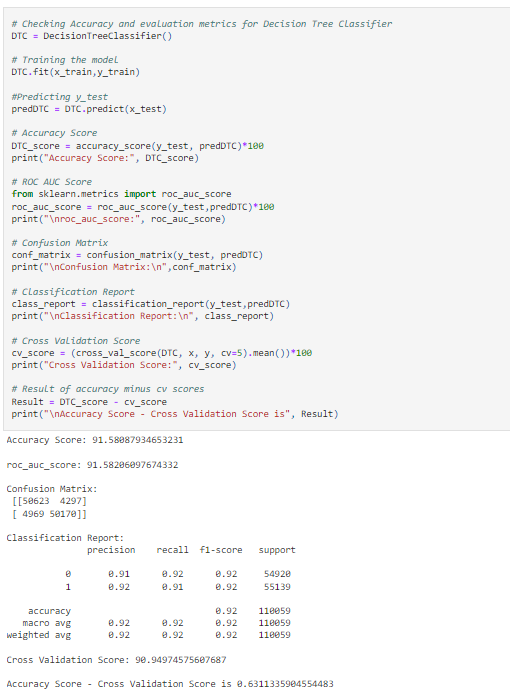 # Checking Accuracy and evaluation metrics for Decision Tree Classifier
DTC = DecisionTreeClassifier()
# Training the model
DTC.fit(x_train,y_train)
#Predicting y_test
predDTC = DTC.predict(x_test)
# Accuracy Score
DTC_score = accuracy_score(y_test, predDTC)*100
print("Accuracy Score:", DTC_score)
# ROC AUC Score
from sklearn.metrics import roc_auc_score
roc_auc_score = roc_auc_score(y_test,predDTC)*100
print("\nroc_auc_score:", roc_auc_score)
# Confusion Matrix
conf_matrix = confusion_matrix(y_test, predDTC)
print("\nConfusion Matrix:\n",conf_matrix)
# Classification Report
class_report = classification_report(y_test,predDTC)
print("\nClassification Report:\n", class_report)
# Cross Validation Score
cv_score = (cross_val_score(DTC, x, y, cv=5).mean())*100
print("Cross Validation Score:", cv_score)
# Result of accuracy minus cv scores
Result = DTC_score - cv_score
print("\nAccuracy Score - Cross Validation Score is", Result)
Accuracy Score: 91.58087934653231
roc_auc_score: 91.58206097674332
Confusion Matrix:
[[50623 4297]
[ 4969 50170]]
Classification Report:
precision recall f1-score support
0 0.91 0.92 0.92 54920
1 0.92 0.91 0.92 55139
accuracy 0.92 110059
macro avg 0.92 0.92 0.92 110059
weighted avg 0.92 0.92 0.92 110059
Cross Validation Score: 90.94974575607687
Accuracy Score - Cross Validation Score is 0.6311335904554483